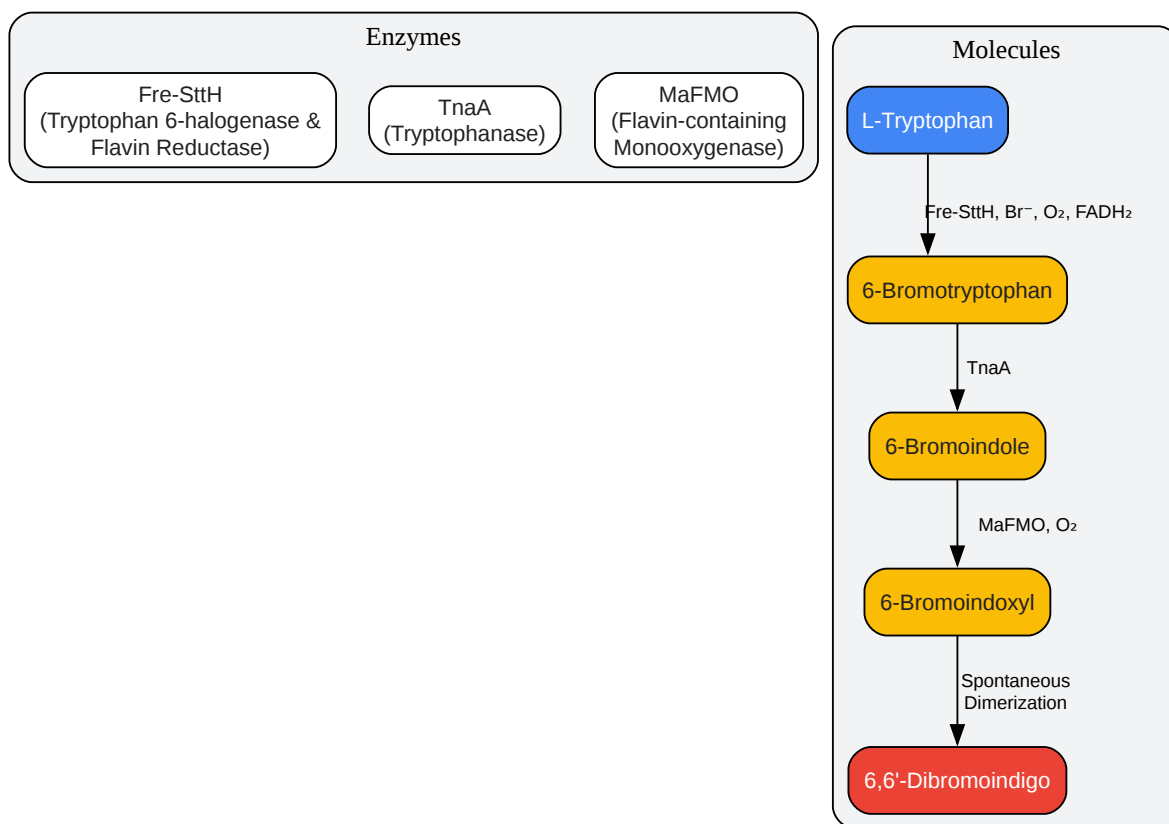 Enzymes
Fre-SttH
(Tryptophan 6-halogenase &
Flavin Reductase)
TnaA
(Tryptophanase)
MaFMO
(Flavin-containing
Monooxygenase)
Molecules
L-Tryptophan
Fre-SttH, Br⁻, O₂, FADH₂
6-Bromotryptophan
TnaA
6-Bromoindole
MaFMO, O₂
6-Bromoindoxyl
Spontaneous
Dimerization
6,6'-Dibromoindigo